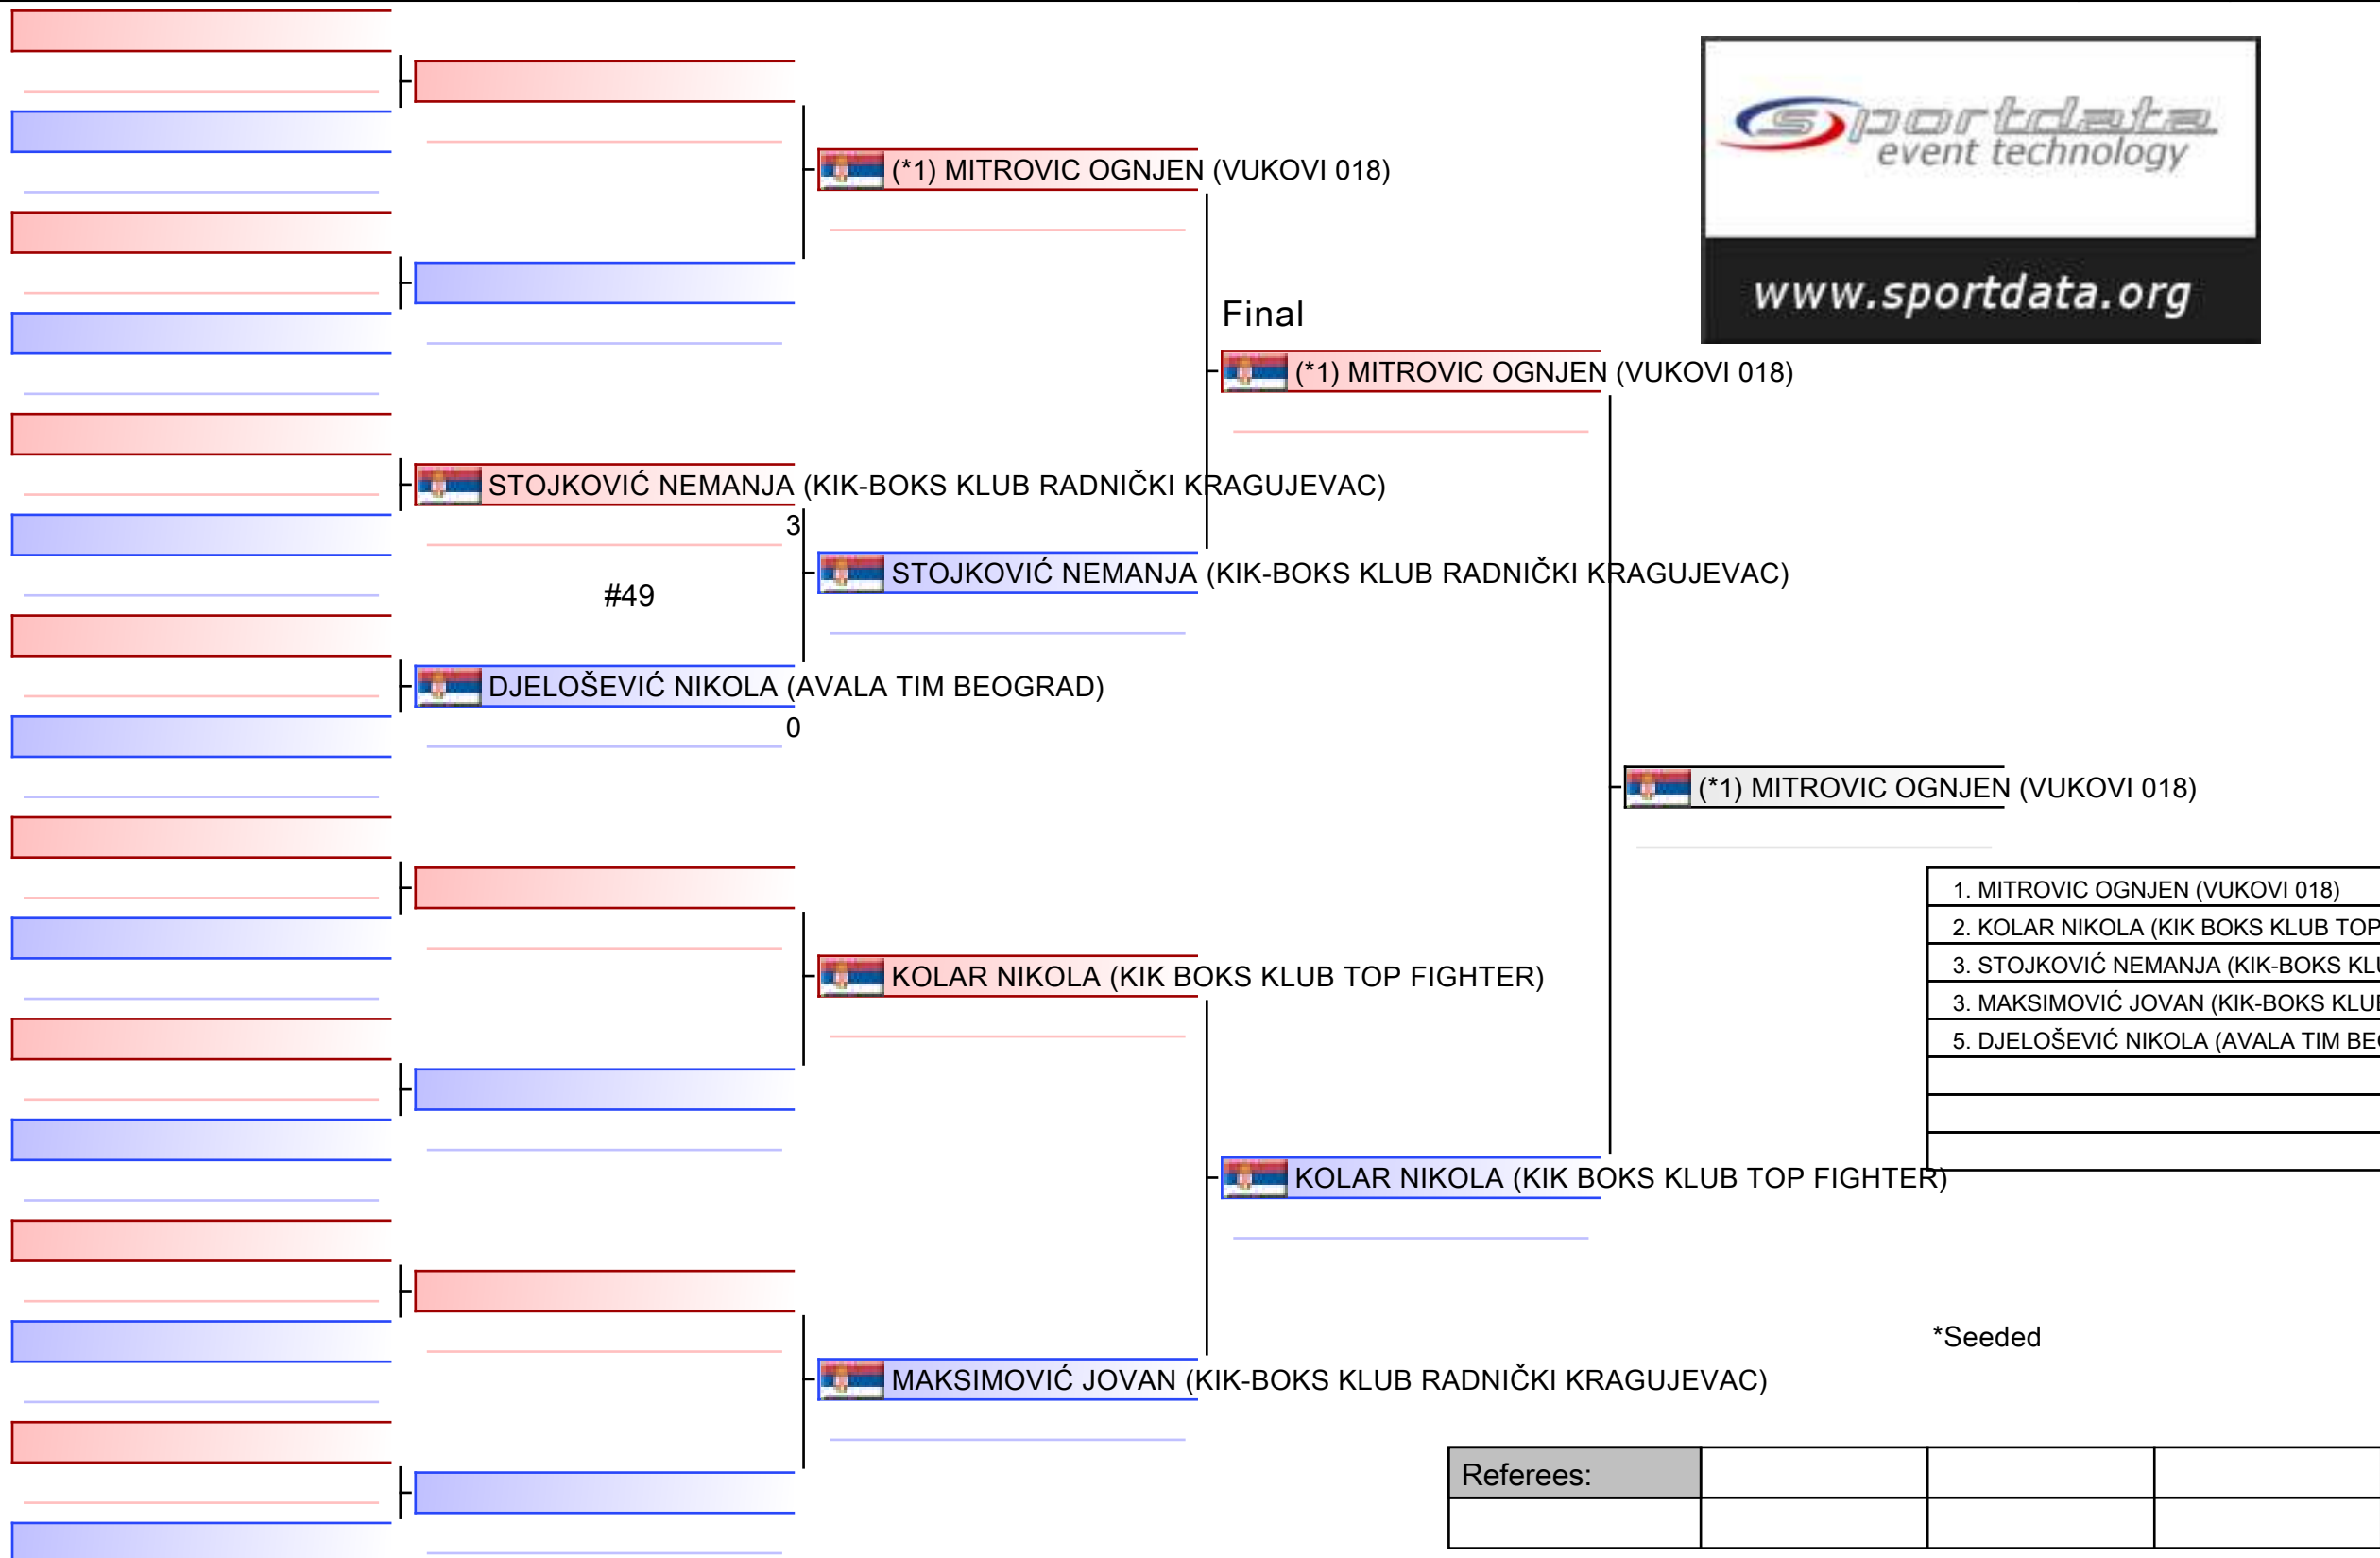 sportdata
event technology
www.sportdata.org
(*1) MITROVIC OGNJEN (VUKOVI 018)
Final
(*1) MITROVIC OGNJEN (VUKOVI 018)
STOJKOVIĆ NEMANJA (KIK-BOKS KLUB RADNIČKI KRAGUJEVAC)
3
STOJKOVIĆ NEMANJA (KIK-BOKS KLUB RADNIČKI KRAGUJEVAC)
#49
DJELOŠEVIĆ NIKOLA (AVALA TIM BEOGRAD)
0
(*1) MITROVIC OGNJEN (VUKOVI 018)
1. MITROVIC OGNJEN (VUKOVI 018)
2. KOLAR NIKOLA (KIK BOKS KLUB TOP
3. STOJKOVIĆ NEMANJA (KIK-BOKS KLU
3. MAKSIMOVIĆ JOVAN (KIK-BOKS KLUB
5. DJELOŠEVIĆ NIKOLA (AVALA TIM BEO
KOLAR NIKOLA (KIK BOKS KLUB TOP FIGHTER)
KOLAR NIKOLA (KIK BOKS KLUB TOP FIGHTER)
*Seeded
MAKSIMOVIĆ JOVAN (KIK-BOKS KLUB RADNIČKI KRAGUJEVAC)
Referees: